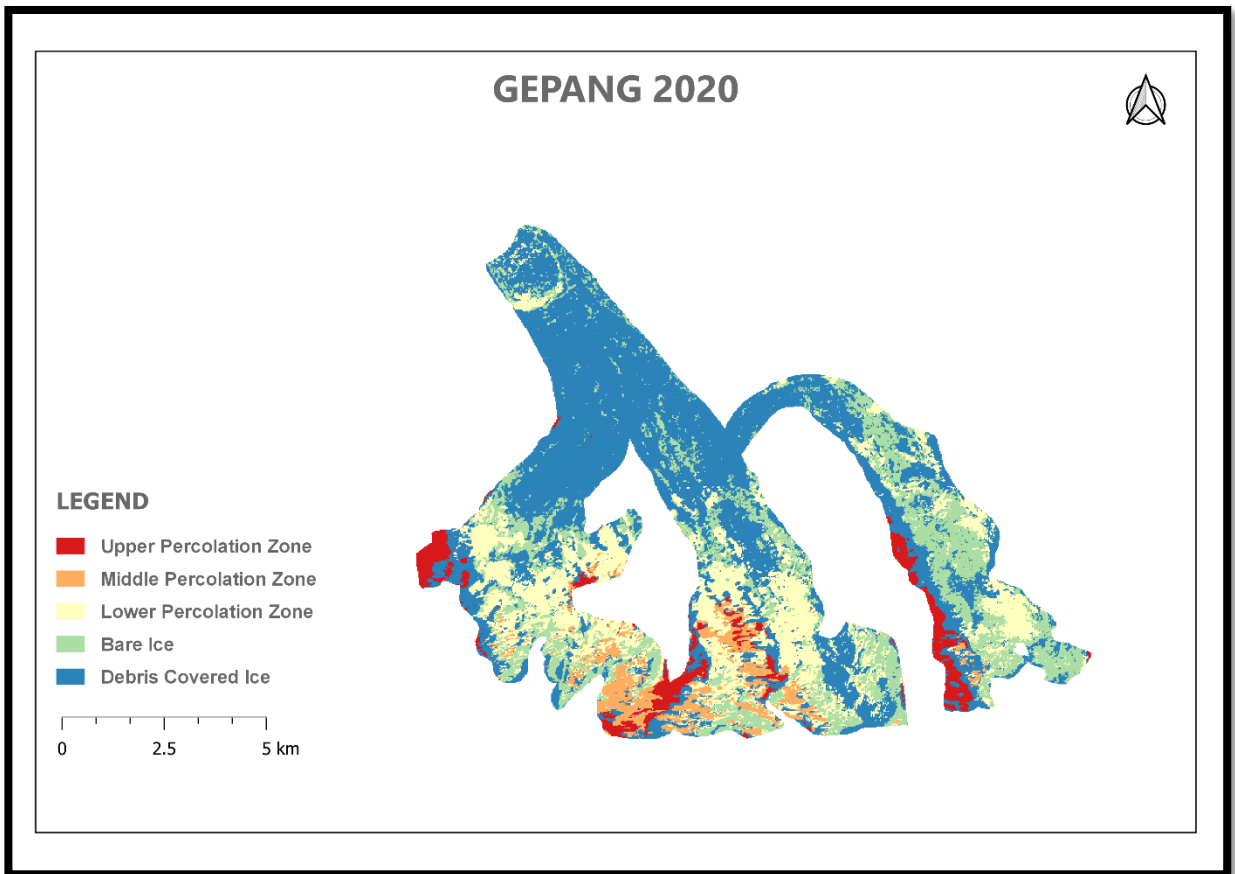 GEPANG 2020
LEGEND
Upper Percolation Zone
Middle Percolation Zone
Lower Percolation Zone
Bare Ice
Debris Covered Ice
0 2.5 5 km